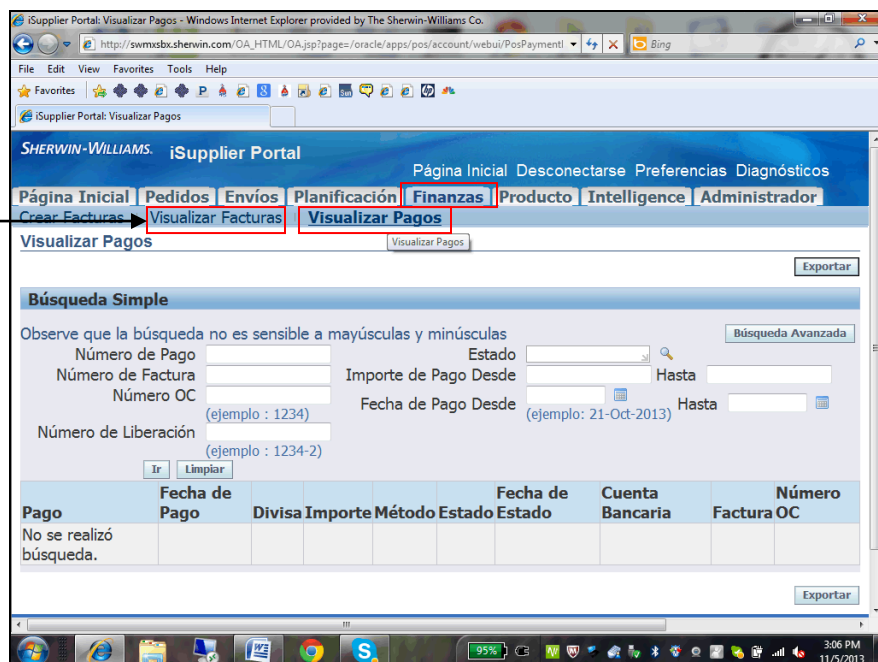 iSupplier Portal: Visualizar Pagos - Windows Internet Explorer provided by The Sherwin-Williams Co.
http://swmxsbx.sherwin.com/OA_HTML/OA.jsp?page=/oracle/apps/pos/account/webui/PosPaymentl
Bing
File Edit View Favorites Tools Help
Favorites
iSupplier Portal: Visualizar Pagos
SHERWIN-WILLIAMS. iSupplier Portal
Página Inicial Desconectarse Preferencias Diagnósticos
Página Inicial Pedidos Envíos Planificación Finanzas Producto Intelligence Administrador
Crear Facturas Visualizar Facturas Visualizar Pagos
Visualizar Pagos
Visualizar Pagos
Exportar
Búsqueda Simple
Observe que la búsqueda no es sensible a mayúsculas y minúsculas
Búsqueda Avanzada
Número de Pago Estado
Número de Factura Importe de Pago Desde Hasta
Número OC Fecha de Pago Desde Hasta
(ejemplo : 1234) (ejemplo: 21-Oct-2013)
Número de Liberación
(ejemplo : 1234-2)
Ir Limpiar
Pago Fecha de Pago Divisa Importe Método Estado Fecha de Estado Cuenta Bancaria Factura Número OC
No se realizó
búsqueda.
Exportar
95%
3:06 PM
11/5/2013